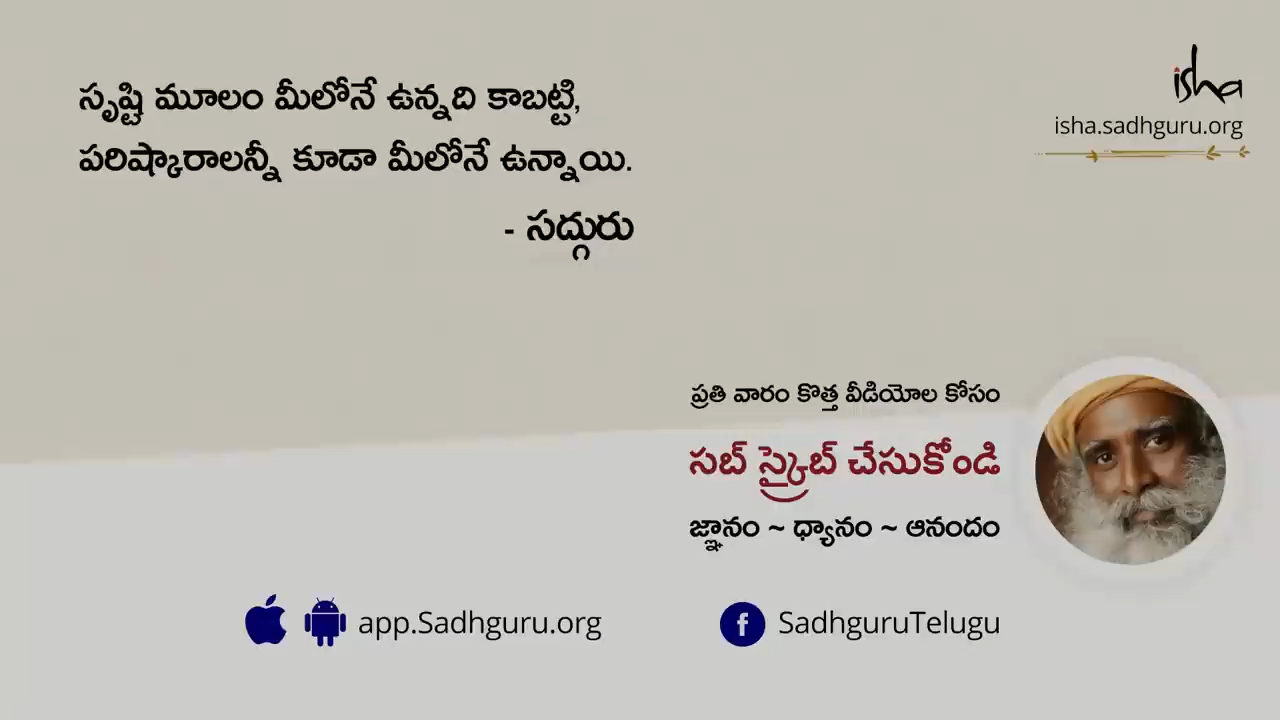 సృష్టి మూలం మీలోనే ఉన్నది కాబట్టి,
పరిష్కారాలన్నీ కూడా మీలోనే ఉన్నాయి.
- సద్గురు
isha
isha.sadhguru.org
ప్రతి వారం కొత్త వీడియోల కోసం
సబ్ స్క్రైబ్ చేసుకోండి
జ్ఞానం ~ ధ్యానం ~ ఆనందం
app.Sadhguru.org
SadhguruTelugu